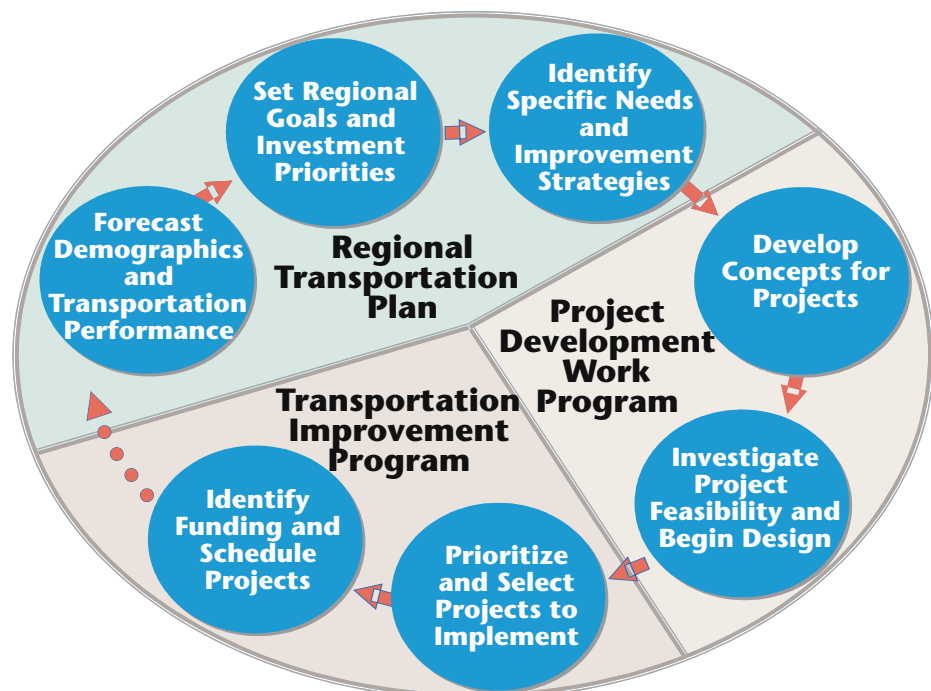 Set Regional
Goals and
Investment
Priorities
Identify
Specific Needs
and
Improvement
Strategies
Forecast
Demographics
and
Transportation
Performance
Regional
Transportation
Plan
Develop
Concepts for
Projects
Project
Development
Work
Program
Transportation
Improvement
Program
Investigate
Project
Feasibility and
Begin Design
Identify
Funding and
Schedule
Projects
Prioritize
and Select
Projects to
Implement